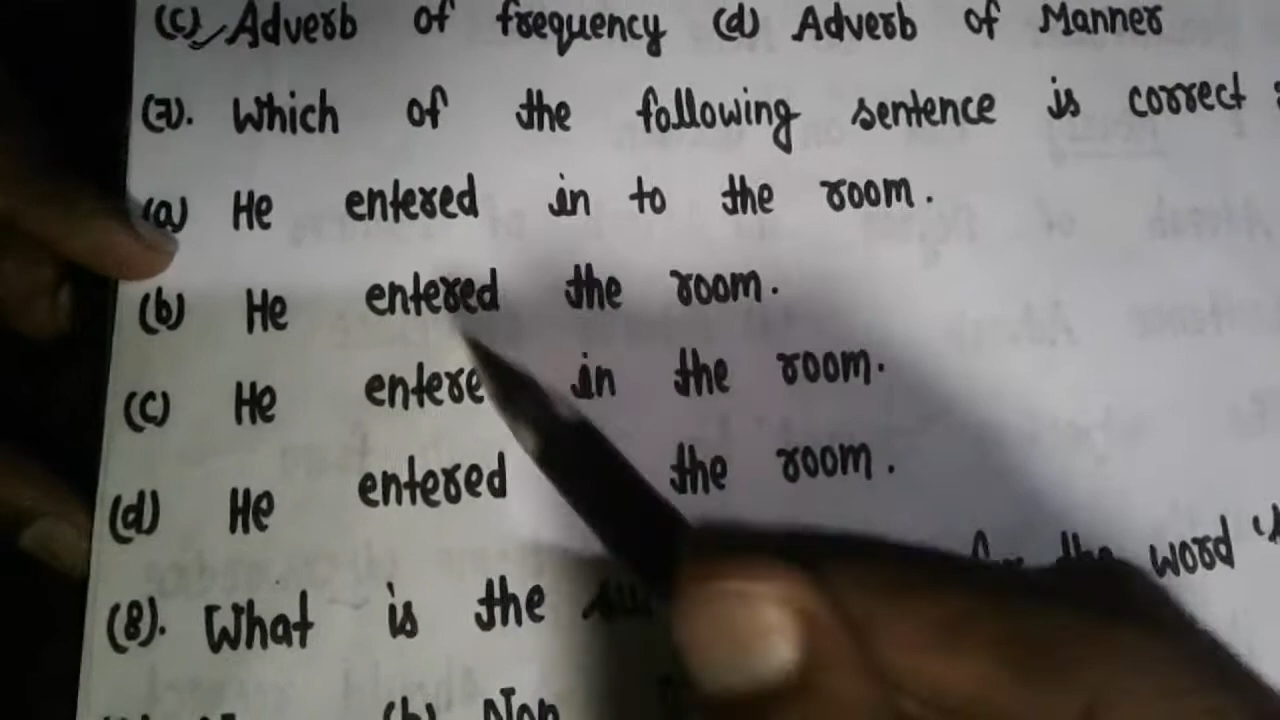 (C) Adverb of frequency (d) Adverb of Manner
(7). Which of the following sentence is correct
(a) He entered in to the room.
(b) He entered the room.
(C) He entere in the room.
(d) He entered the room.
(8). What is the the word
(b) Non